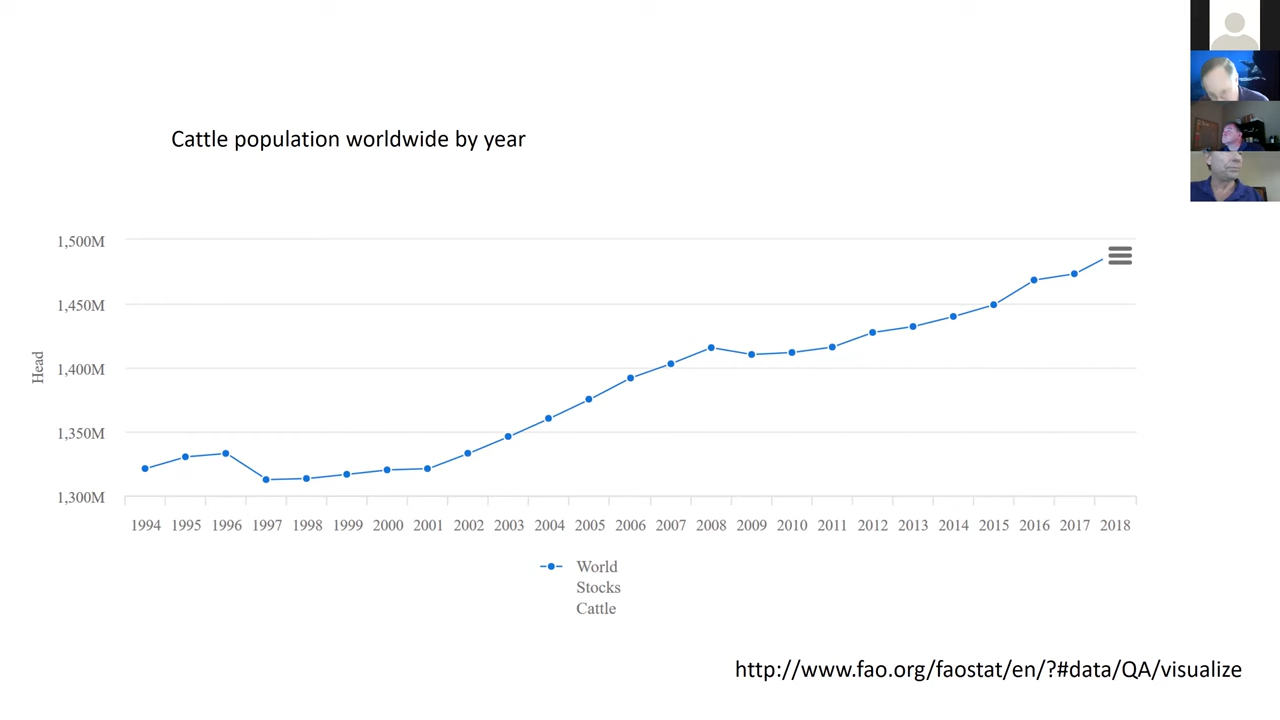 Cattle population worldwide by year
1,500M
1,450M
1,400M
1,350M
1,300M
Head
1994 1995 1996 1997 1998 1999 2000 2001 2002 2003 2004 2005 2006 2007 2008 2009 2010 2011 2012 2013 2014 2015 2016 2017 2018
World
Stocks
Cattle
http://www.fao.org/faostat/en/?#data/QA/visualize